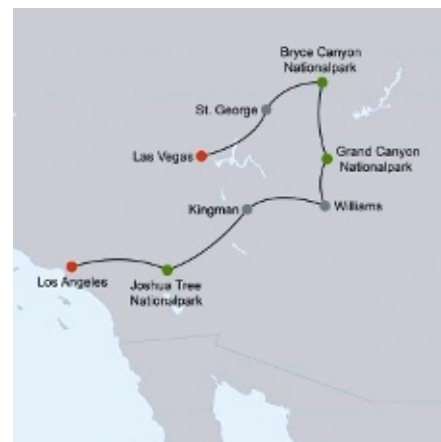 Bryce Canyon
Nationalpark
St. George
Las Vegas
Grand Canyon
Nationalpark
Kingman
Williams
Los Angeles
Joshua Tree
Nationalpark